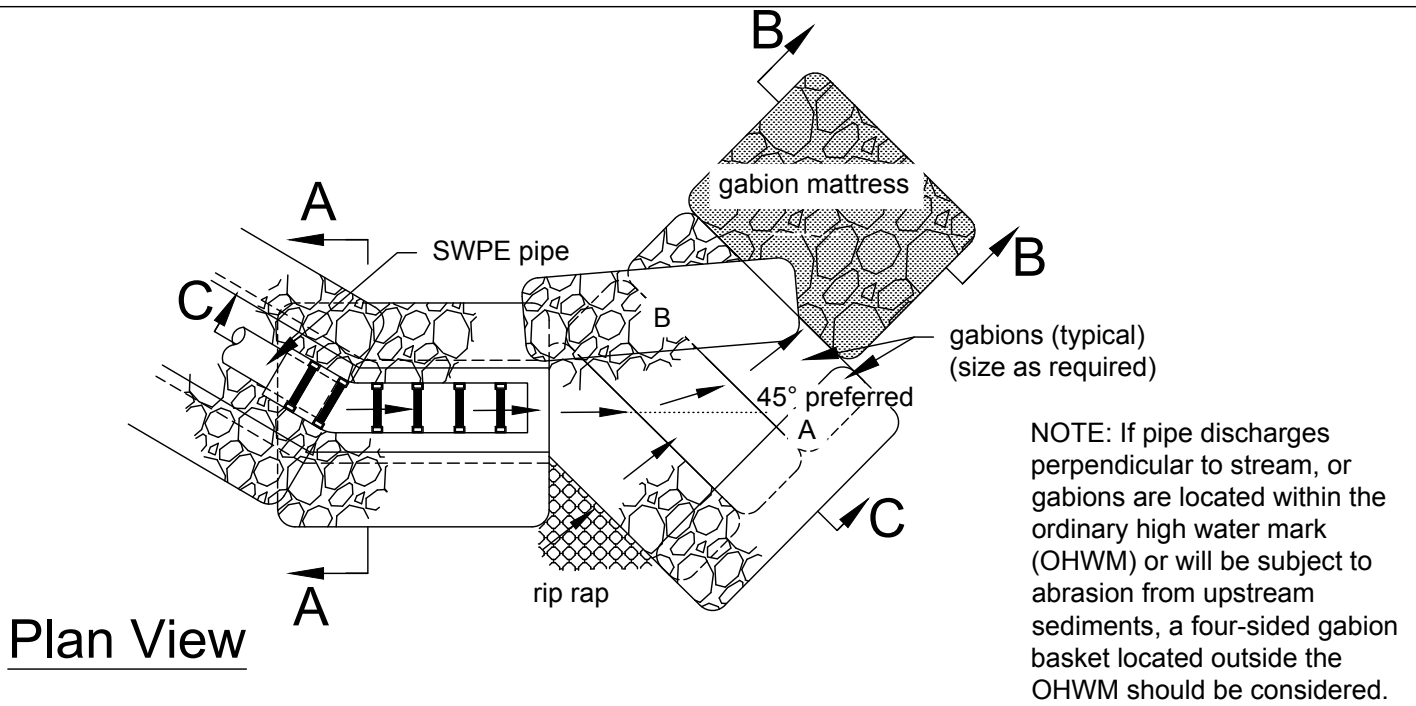 B
gabion mattress
A
SWPE pipe
B
C
B
gabions (typical)
(size as required)
45° preferred
A
NOTE: If pipe discharges
perpendicular to stream, or
gabions are located within the
ordinary high water mark
(OHWM) or will be subject to
abrasion from upstream
sediments, a four-sided gabion
basket located outside the
OHWM should be considered.
C
rip rap
A
Plan View